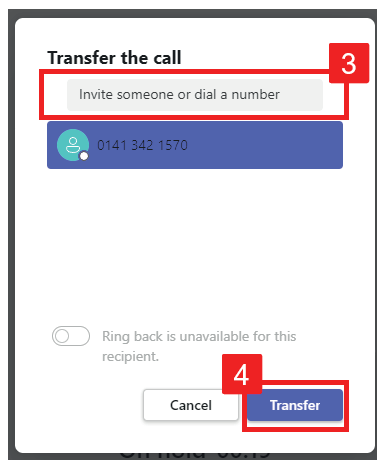 Transfer the call
3
Invite someone or dial a number
0141 342 1570
Ring back is unavailable for this
recipient.
4
Cancel
Transfer